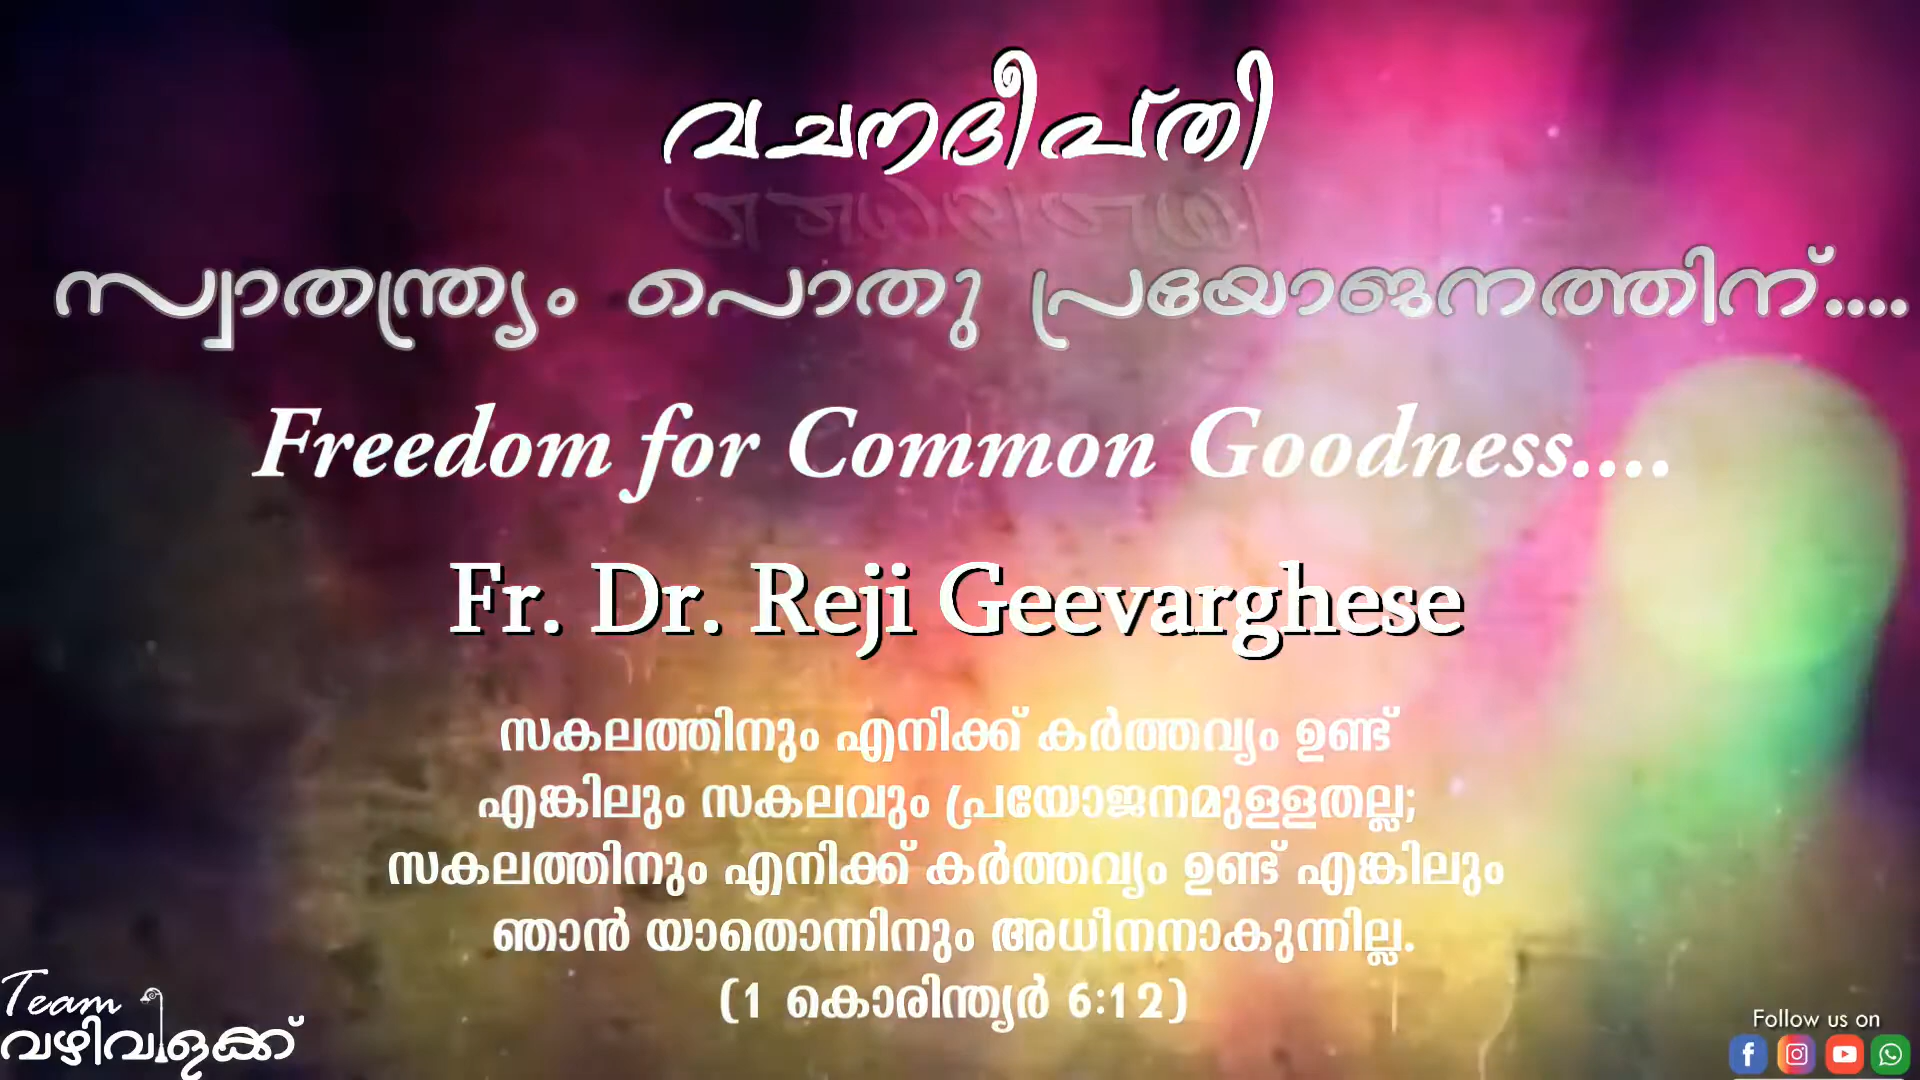 വചനദീപ്തി
സ്വാതന്ത്ര്യം പൊതു പ്രയോജനത്തിന്....
Freedom for Common Goodness....
Fr. Dr. Reji Geevarghese
സകലത്തിനും എനിക്ക് കർത്തവ്യം ഉണ്ട്
എങ്കിലും സകലവും പ്രയോജനമുളളതല്ല;
സകലത്തിനും എനിക്ക് കർത്തവ്യം ഉണ്ട് എങ്കിലും
ഞാൻ യാതൊന്നിനും അധീനനാകുന്നില്ല.
(1 കൊരിന്ത്യർ 6:12)
Team
വഴിവിളക്ക്
Follow us on